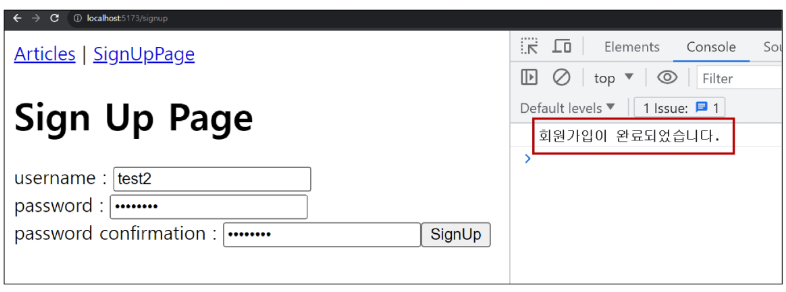 localhost:5173/signup
Articles | SignUpPage
Sign Up Page
username : test2
password : ••••••••
password confirmation : •••••••• SignUp
Elements Console Sou
top ▼ Filter
Default levels ▼ 1 Issue: 1
회원가입이 완료되었습니다.
>